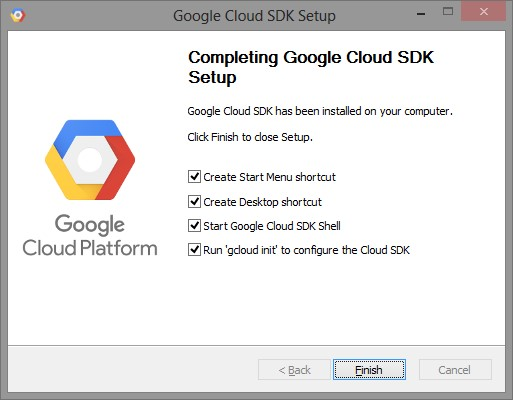 Google Cloud SDK Setup
Completing Google Cloud SDK
Setup
Google Cloud SDK has been installed on your computer.
Click Finish to close Setup.
Create Start Menu shortcut
Create Desktop shortcut
Start Google Cloud SDK Shell
Run 'gcloud init' to configure the Cloud SDK
Google
Cloud Platform
< Back
Finish
Cancel